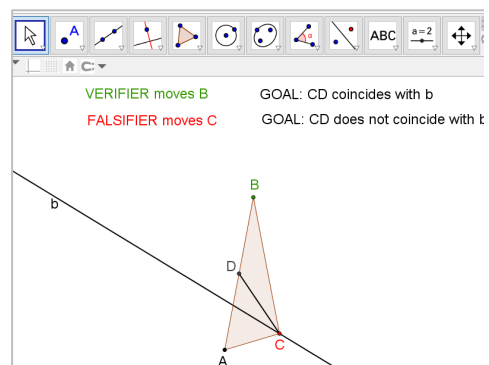 A
α
ABC
a=2
VERIFIER moves B GOAL: CD coincides with b
FALSIFIER moves C GOAL: CD does not coincide with b
B
b
D
C
A